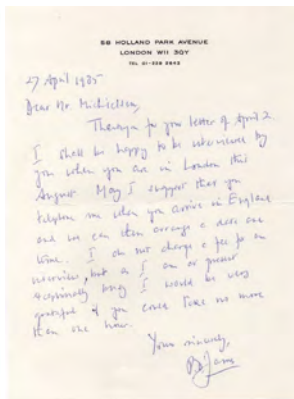 58 HOLLAND PARK AVENUE
LONDON W11 3QY
TEL 01-
27 April 1985
Dear Mr.
Thank you for your letter of April 2.
I shall be happy to be interviewed by
you when you are in London this
August. May I suggest that you
telephone me when you arrive in England
and we can then arrange a date and
time. I do not charge a fee for an
interview, but as I am at present
exceptionally busy I would be very
grateful if you could take no more
than one hour.
Yours sincerely,